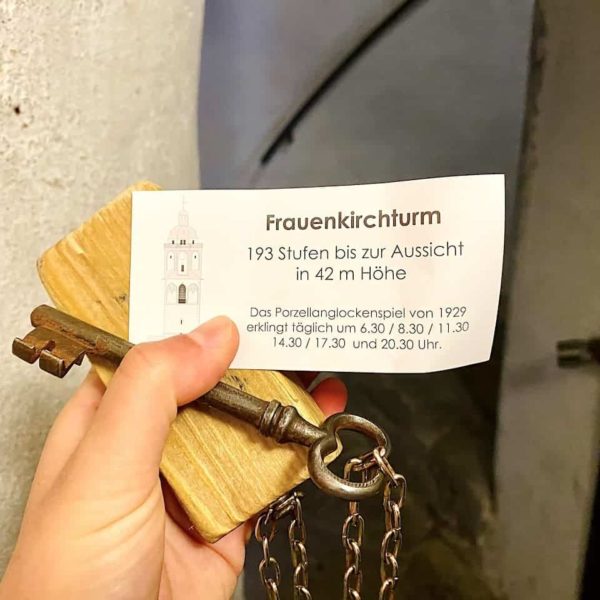 Frauenkirchturm
193 Stufen bis zur Aussicht
in 42 m Höhe
Das Porzellanglockenspiel von 1929
erklingt täglich um 6.30 / 8.30 / 11.30
14.30 / 17.30 und 20.30 Uhr.